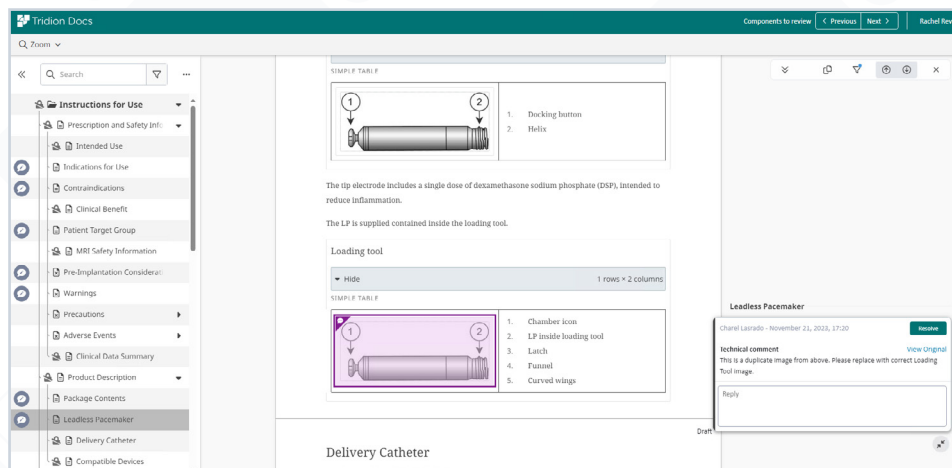 Tridion Docs
Components to review
Previous
Next
Rachel Rev
Zoom
Search
Instructions for Use
Prescription and Safety Info
Intended Use
Indications for Use
Contraindications
Clinical Benefit
Patient Target Group
MRI Safety Information
Pre-Implantation Considerat
Warnings
Precautions
Adverse Events
Clinical Data Summary
Product Description
Package Contents
Leadless Pacemaker
Delivery Catheter
Compatible Devices
SIMPLE TABLE
1
2
1. Docking button
2. Helix
The tip electrode includes a single dose of dexamethasone sodium phosphate (DSP), intended to
reduce inflammation.
The LP is supplied contained inside the loading tool.
Loading tool
Hide
1 rows × 2 columns
SIMPLE TABLE
1
2
1. Chamber icon
2. LP inside loading tool
3. Latch
4. Funnel
5. Curved wings
Draft
Delivery Catheter
Leadless Pacemaker
Charel Lasrado - November 21, 2023, 17:20
Resolve
Technical comment
View Original
This is a duplicate image from above. Please replace with correct Loading
Tool image.
Reply